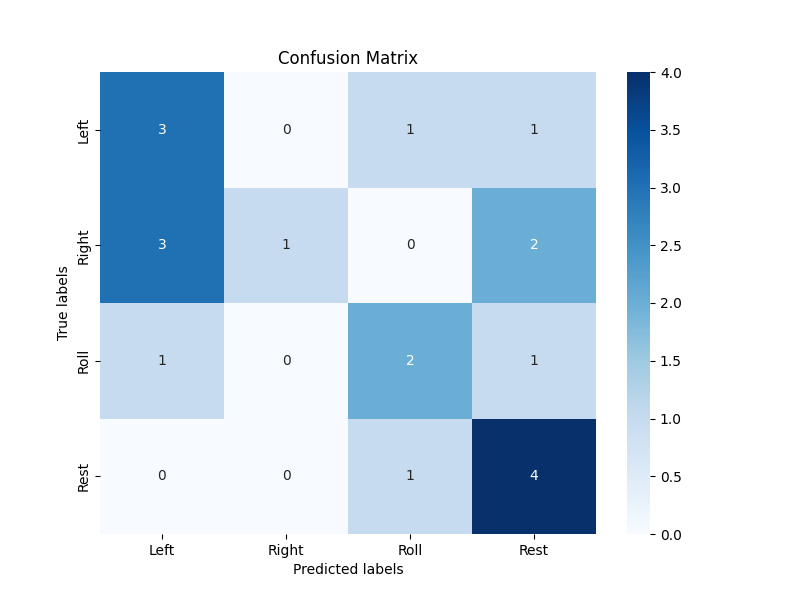 Confusion Matrix
Left 3 0 1 1
Right 3 1 0 2
Roll 1 0 2 1
Rest 0 0 1 4
Left Right Roll Rest
Predicted labels
True labels
4.0
3.5
3.0
2.5
2.0
1.5
1.0
0.5
0.0